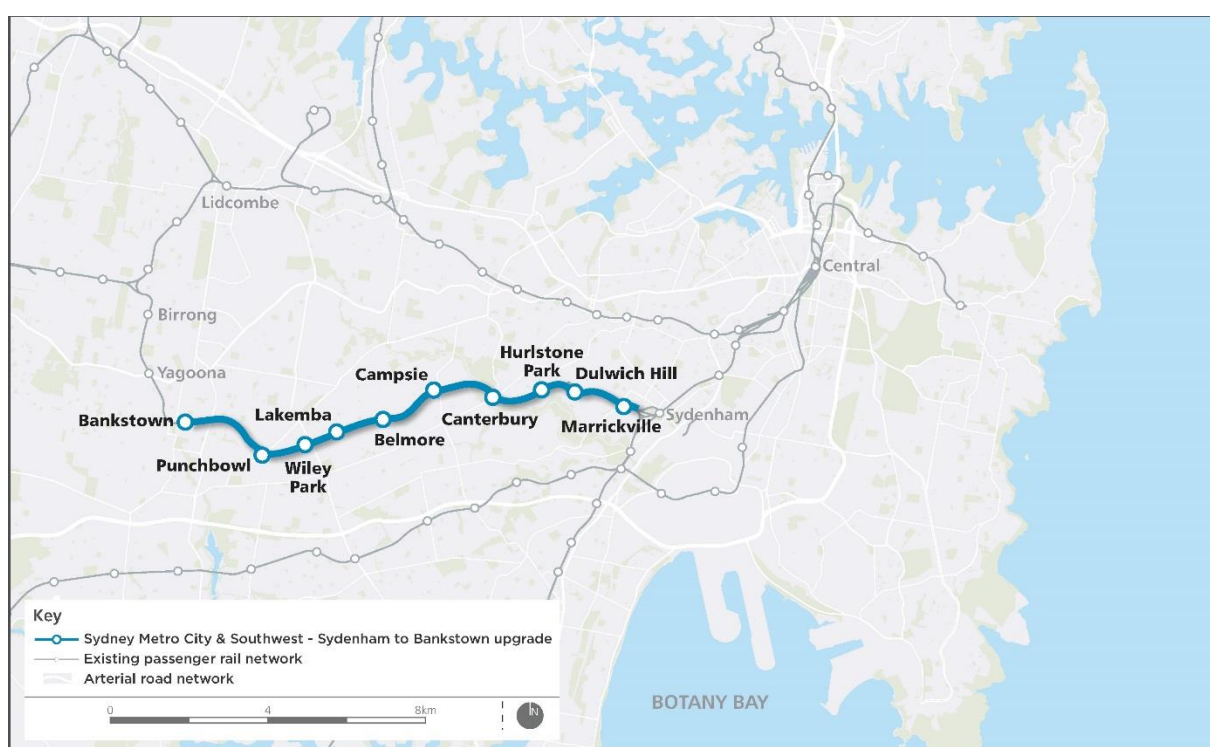 Lidcombe
Central
Birrong
Yagoona
Hurlstone
Park
Campsie
Dulwich Hill
Lakemba
Bankstown
Canterbury
Sydenham
Belmore
Marrickville
Punchbowl
Wiley
Park
BOTANY BAY
Key
Sydney Metro City & Southwest - Sydenham to Bankstown upgrade
Existing passenger rail network
Arterial road network
0 4 8km
N